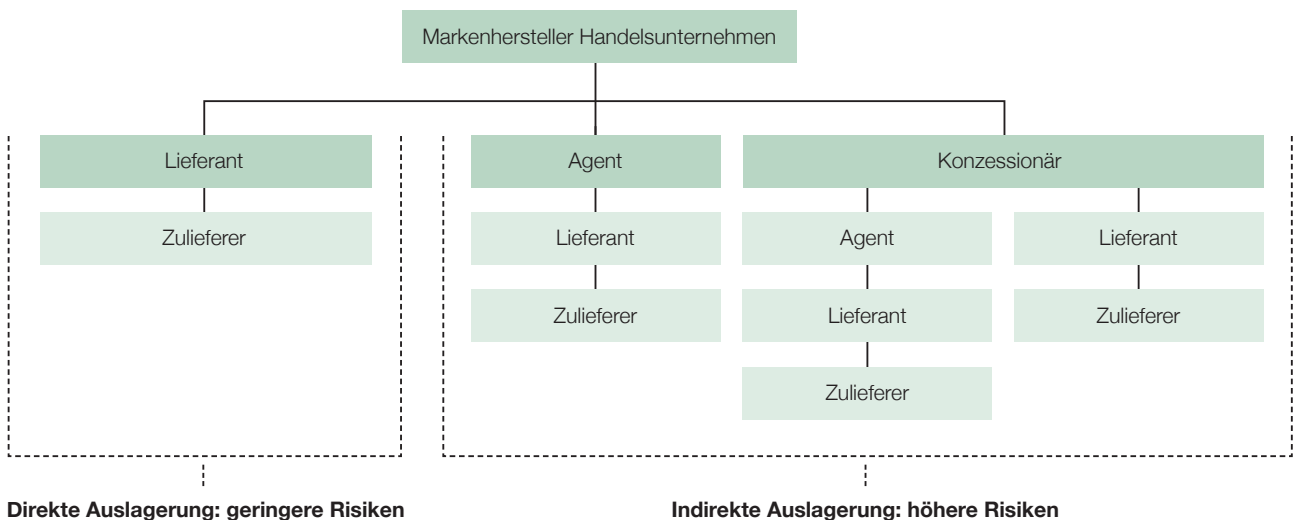 Markenhersteller Handelsunternehmen
Lieferant
Agent
Konzessionär
Zulieferer
Lieferant
Agent
Lieferant
Zulieferer
Lieferant
Zulieferer
Zulieferer
Direkte Auslagerung: geringere Risiken
Indirekte Auslagerung: höhere Risiken